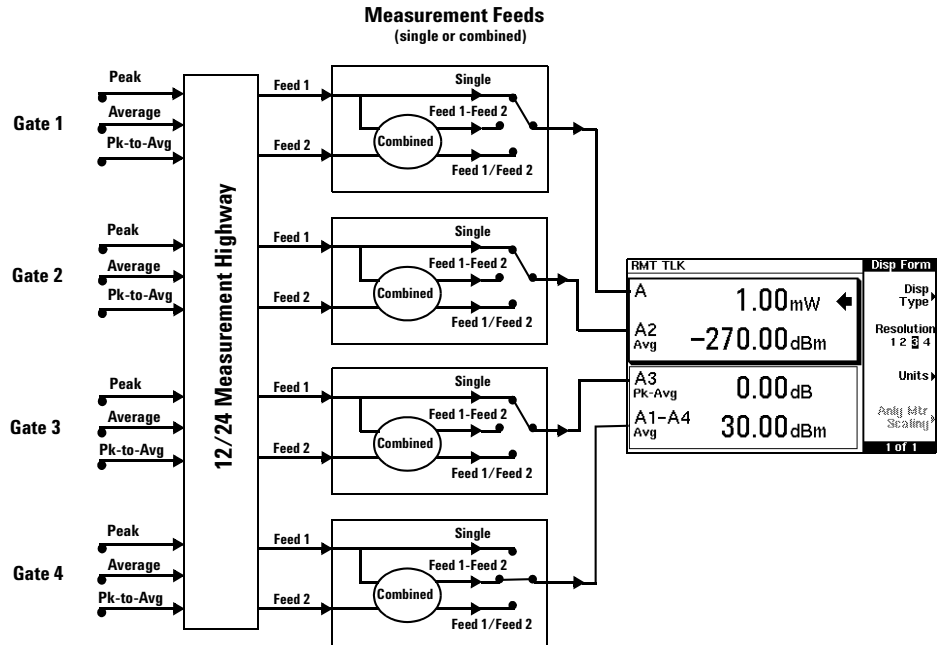 Measurement Feeds
(single or combined)
Gate 1
Peak
Average
Pk-to-Avg
Feed 1
Feed 2
Single
Feed 1-Feed 2
Combined
Feed 1/Feed 2
12/24 Measurement Highway
Gate 2
Peak
Average
Pk-to-Avg
Feed 1
Feed 2
Single
Feed 1-Feed 2
Combined
Feed 1/Feed 2
Gate 3
Peak
Average
Pk-to-Avg
Feed 1
Feed 2
Single
Feed 1-Feed 2
Combined
Feed 1/Feed 2
Gate 4
Peak
Average
Pk-to-Avg
Feed 1
Feed 2
Single
Feed 1-Feed 2
Combined
Feed 1/Feed 2
RMT TLK
A 1.00mW
A2 Avg -270.00dBm
A3 Pk-Avg 0.00dB
A1-A4 Avg 30.00dBm
Disp Form
Disp
Type
Resolution
1 2 3 4
Units
Anlg Mtr
Scaling
1 of 1